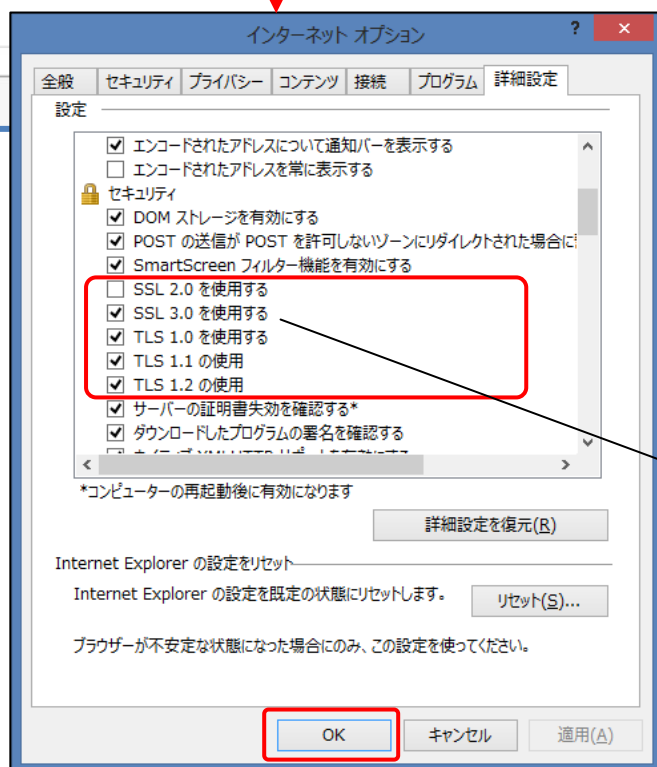 インターネット オプション
?
×
全般
セキュリティ
プライバシー
コンテンツ
接続
プログラム
詳細設定
設定
エンコードされたアドレスについて通知バーを表示する
エンコードされたアドレスを常に表示する
セキュリティ
DOM ストレージを有効にする
POST の送信が POST を許可しないゾーンにリダイレクトされた場合に
SmartScreen フィルター機能を有効にする
SSL 2.0 を使用する
SSL 3.0 を使用する
TLS 1.0 を使用する
TLS 1.1 の使用
TLS 1.2 の使用
サーバーの証明書失効を確認する*
ダウンロードしたプログラムの署名を確認する
*コンピューターの再起動後に有効になります
詳細設定を復元(R)
Internet Explorer の設定をリセット
Internet Explorer の設定を既定の状態にリセットします。
リセット(S)...
ブラウザーが不安定な状態になった場合にのみ、この設定を使ってください。
OK
キャンセル
適用(A)